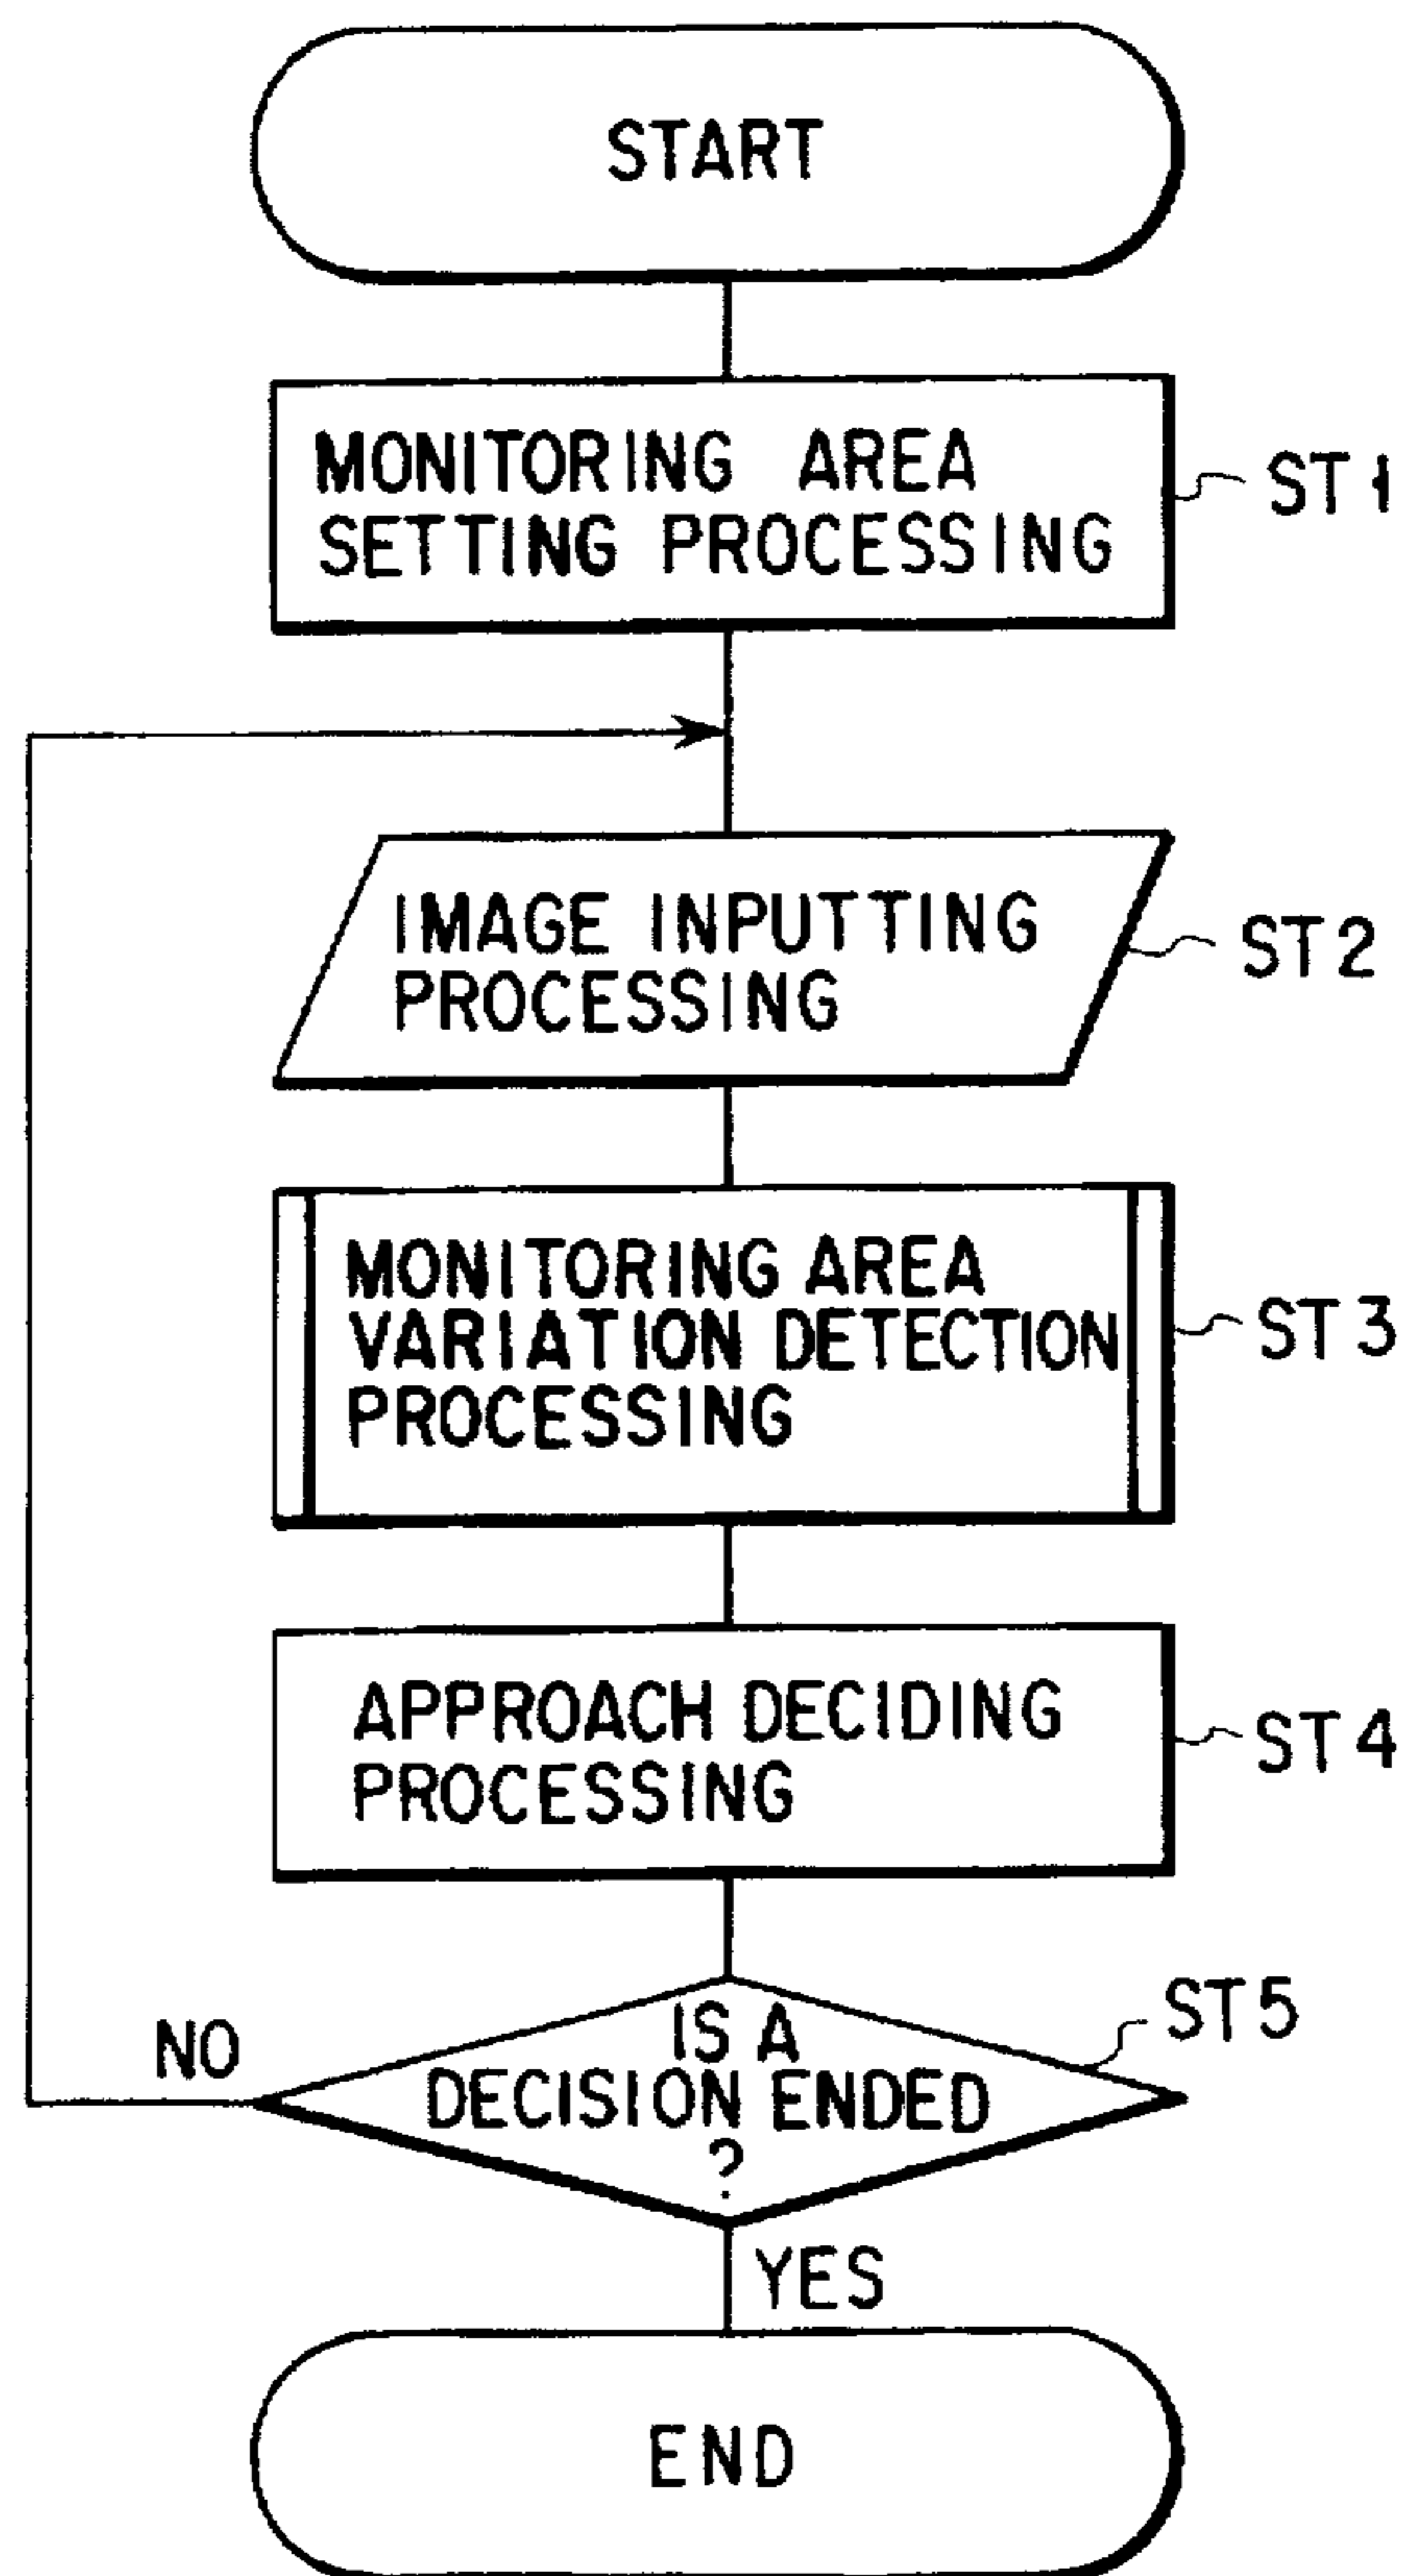 START
MONITORING AREA
SETTING PROCESSING
ST1
IMAGE INPUTTING
PROCESSING
ST2
MONITORING AREA
VARIATION DETECTION
PROCESSING
ST3
APPROACH DECIDING
PROCESSING
ST4
IS A
DECISION ENDED
?
ST5
NO
YES
END